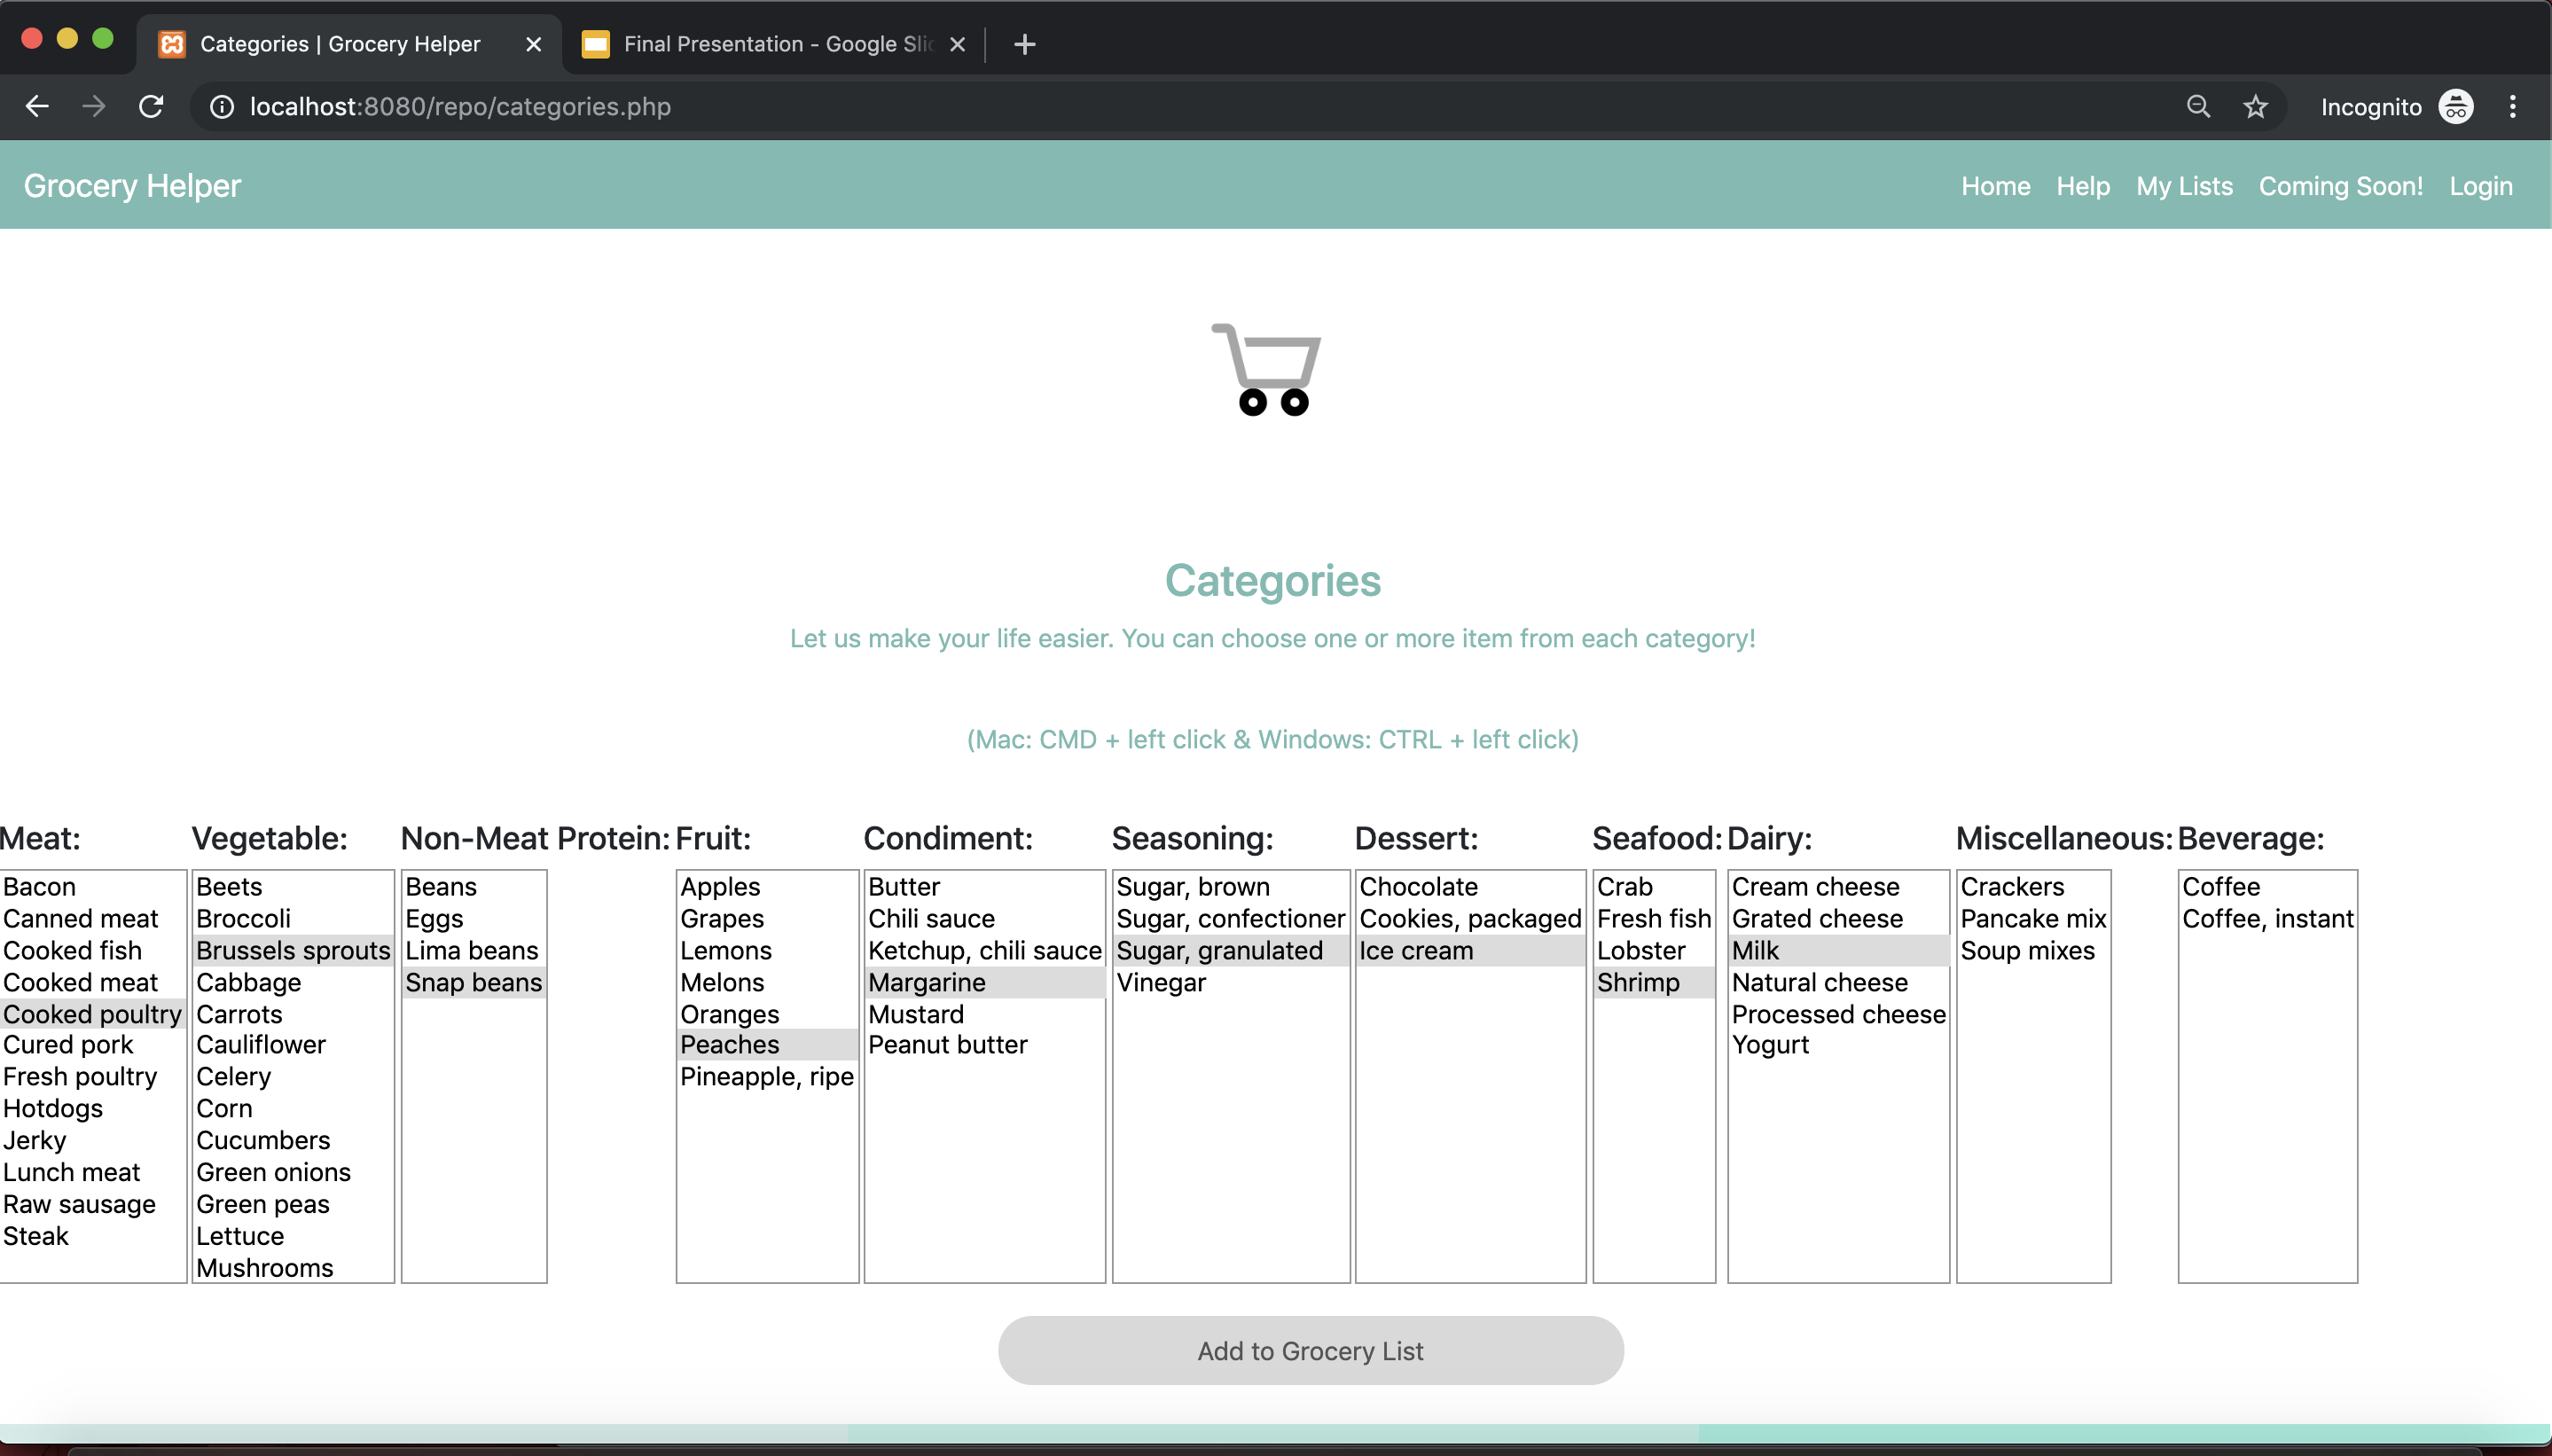 Categories | Grocery Helper
Final Presentation - Google Slid
localhost:8080/repo/categories.php
Incognito
Grocery Helper
Home Help My Lists Coming Soon! Login
Categories
Let us make your life easier. You can choose one or more item from each category!
(Mac: CMD + left click & Windows: CTRL + left click)
Meat:
Bacon
Canned meat
Cooked fish
Cooked meat
Cooked poultry
Cured pork
Fresh poultry
Hotdogs
Jerky
Lunch meat
Raw sausage
Steak
Vegetable:
Beets
Broccoli
Brussels sprouts
Cabbage
Carrots
Cauliflower
Celery
Corn
Cucumbers
Green onions
Green peas
Lettuce
Mushrooms
Non-Meat Protein:
Beans
Eggs
Lima beans
Snap beans
Fruit:
Apples
Grapes
Lemons
Melons
Oranges
Peaches
Pineapple, ripe
Condiment:
Butter
Chili sauce
Ketchup, chili sauce
Margarine
Mustard
Peanut butter
Seasoning:
Sugar, brown
Sugar, confectioner
Sugar, granulated
Vinegar
Dessert:
Chocolate
Cookies, packaged
Ice cream
Seafood:
Crab
Fresh fish
Lobster
Shrimp
Dairy:
Cream cheese
Grated cheese
Milk
Natural cheese
Processed cheese
Yogurt
Miscellaneous:
Crackers
Pancake mix
Soup mixes
Beverage:
Coffee
Coffee, instant
Add to Grocery List